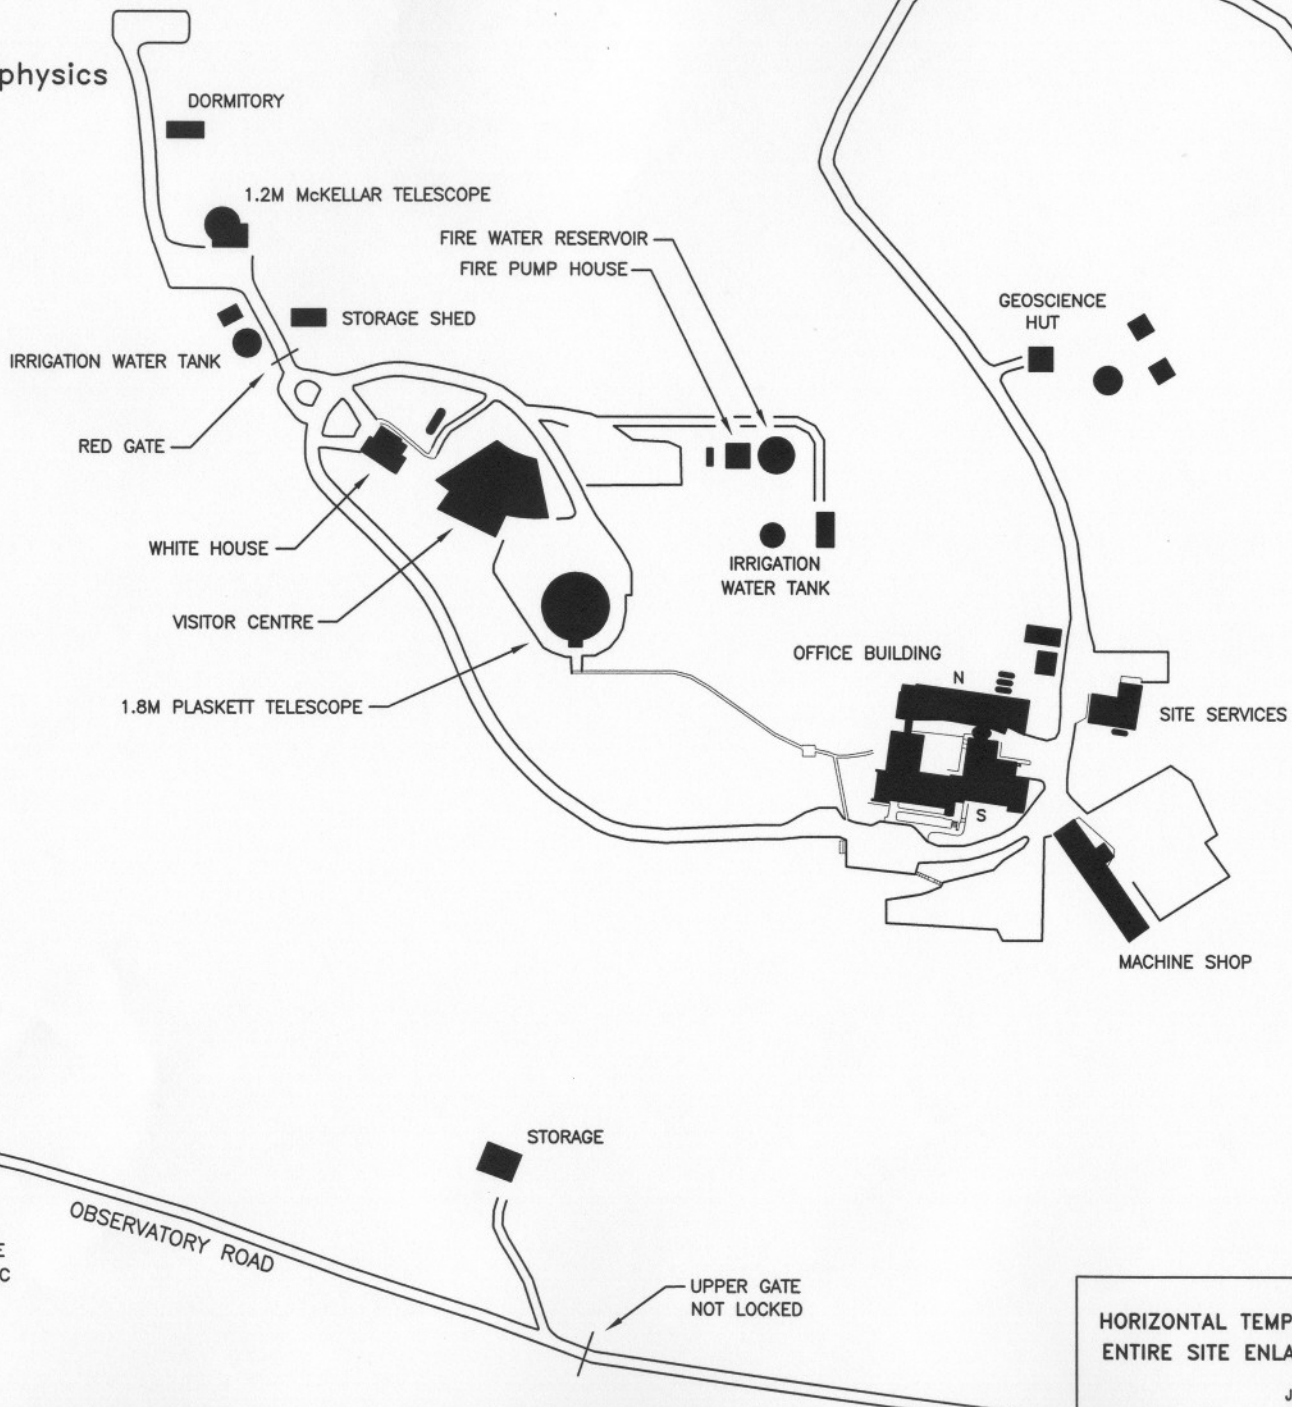 physics
DORMITORY
1.2M McKELLAR TELESCOPE
FIRE WATER RESERVOIR
FIRE PUMP HOUSE
GEOSCIENCE
HUT
STORAGE SHED
IRRIGATION WATER TANK
RED GATE
WHITE HOUSE
IRRIGATION
WATER TANK
VISITOR CENTRE
OFFICE BUILDING
N
1.8M PLASKETT TELESCOPE
SITE SERVICES
S
MACHINE SHOP
STORAGE
OBSERVATORY ROAD
E
C
UPPER GATE
NOT LOCKED
HORIZONTAL TEMP
ENTIRE SITE ENLA
J